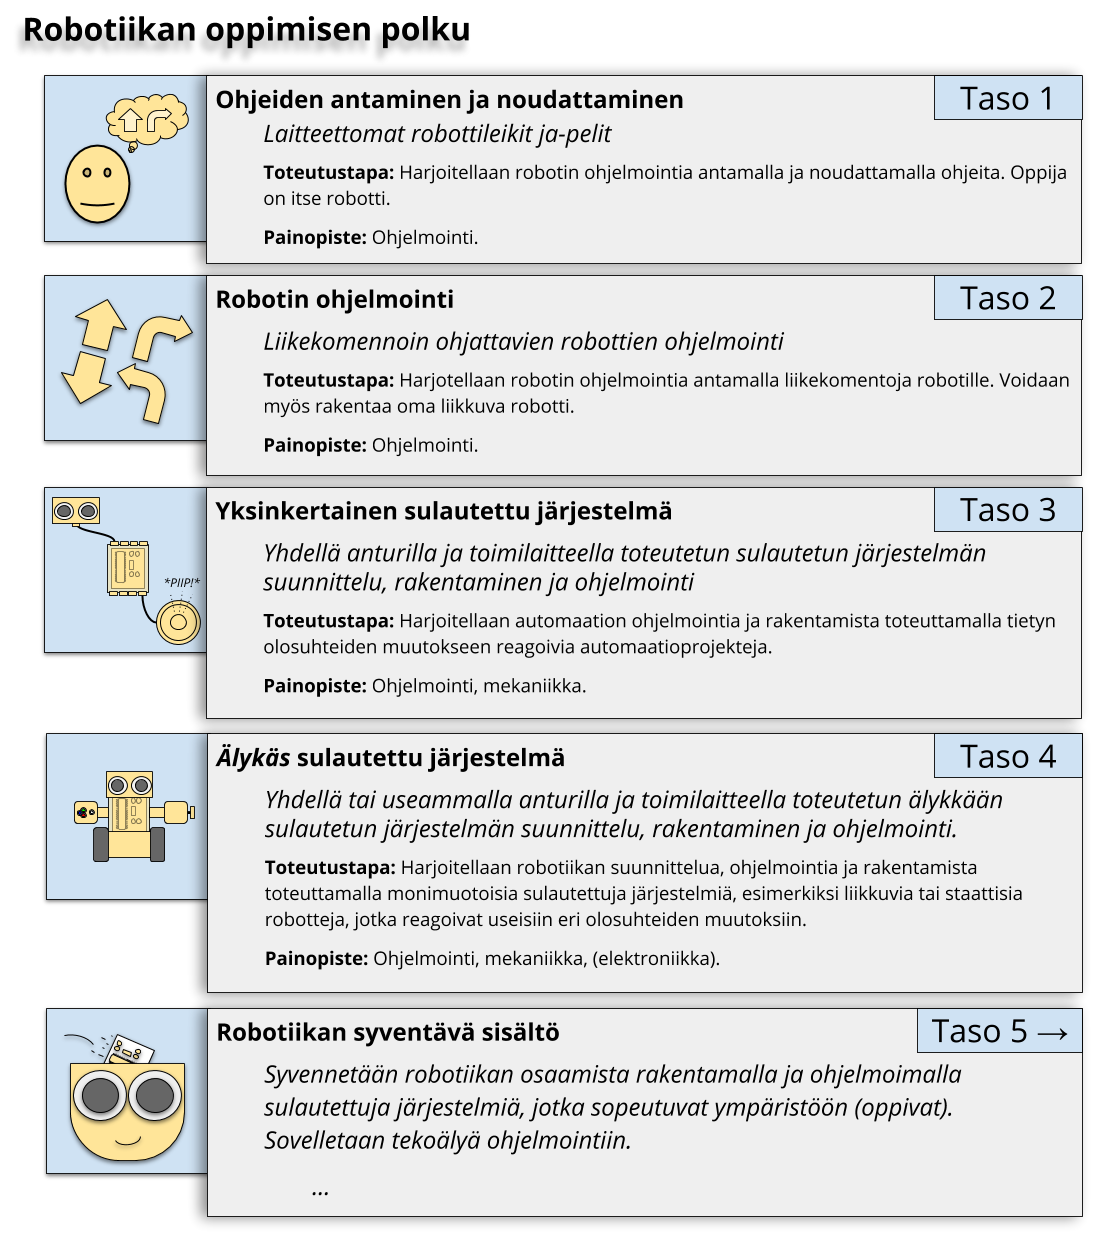 Robotiikan oppimisen polku
Ohjeiden antaminen ja noudattaminen
Taso 1
Laitteettomat robottileikit ja-pelit
Toteutustapa: Harjoitellaan robotin ohjelmointia antamalla ja noudattamalla ohjeita. Oppija
on itse robotti.
Painopiste: Ohjelmointi.
Robotin ohjelmointi
Taso 2
Liikekomennoin ohjattavien robottien ohjelmointi
Toteutustapa: Harjotellaan robotin ohjelmointia antamalla liikekomentoja robotille. Voidaan
myös rakentaa oma liikkuva robotti.
Painopiste: Ohjelmointi.
*PIIP!*
Yksinkertainen sulautettu järjestelmä
Taso 3
Yhdellä anturilla ja toimilaitteella toteutetun sulautetun järjestelmän
suunnittelu, rakentaminen ja ohjelmointi
Toteutustapa: Harjoitellaan automaation ohjelmointia ja rakentamista toteuttamalla tietyn
olosuhteiden muutokseen reagoivia automaatioprojekteja.
Painopiste: Ohjelmointi, mekaniikka.
Älykäs sulautettu järjestelmä
Taso 4
Yhdellä tai useammalla anturilla ja toimilaitteella toteutetun älykkään
sulautetun järjestelmän suunnittelu, rakentaminen ja ohjelmointi.
Toteutustapa: Harjoitellaan robotiikan suunnittelua, ohjelmointia ja rakentamista
toteuttamalla monimuotoisia sulautettuja järjestelmiä, esimerkiksi liikkuvia tai staattisia
robotteja, jotka reagoivat useisiin eri olosuhteiden muutoksiin.
Painopiste: Ohjelmointi, mekaniikka, (elektroniikka).
Robotiikan syventävä sisältö
Taso 5 →
Syvennetään robotiikan osaamista rakentamalla ja ohjelmoimalla
sulautettuja järjestelmiä, jotka sopeutuvat ympäristöön (oppivat).
Sovelletaan tekoälyä ohjelmointiin.
...